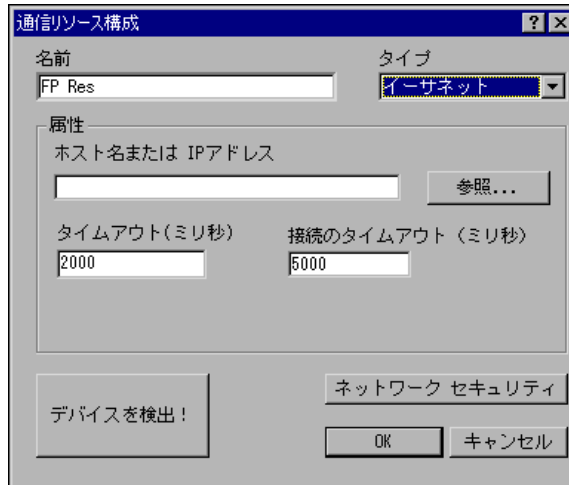 通信リソース構成
名前
タイプ
FP Res
イーサネット
属性
ホスト名または IPアドレス
参照...
タイムアウト(ミリ秒)
接続のタイムアウト (ミリ秒)
2000
5000
デバイスを検出!
ネットワーク セキュリティ
OK
キャンセル